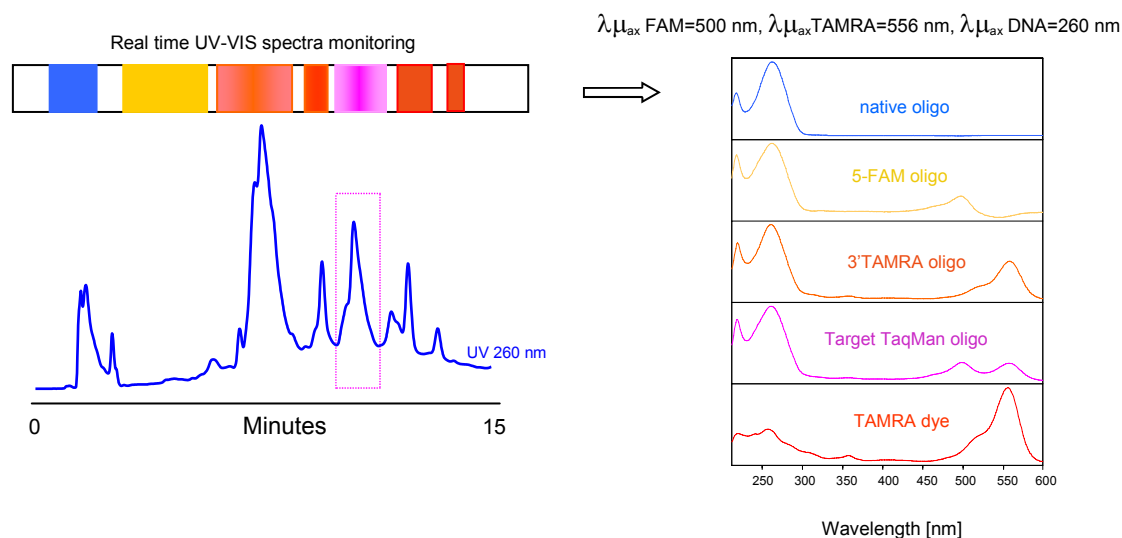 Real time UV-VIS spectra monitoring
λμax FAM=500 nm, λμaxTAMRA=556 nm, λμax DNA=260 nm
UV 260 nm
0 Minutes 15
native oligo
5-FAM oligo
3'TAMRA oligo
Target TaqMan oligo
TAMRA dye
250 300 350 400 450 500 550 600
Wavelength [nm]